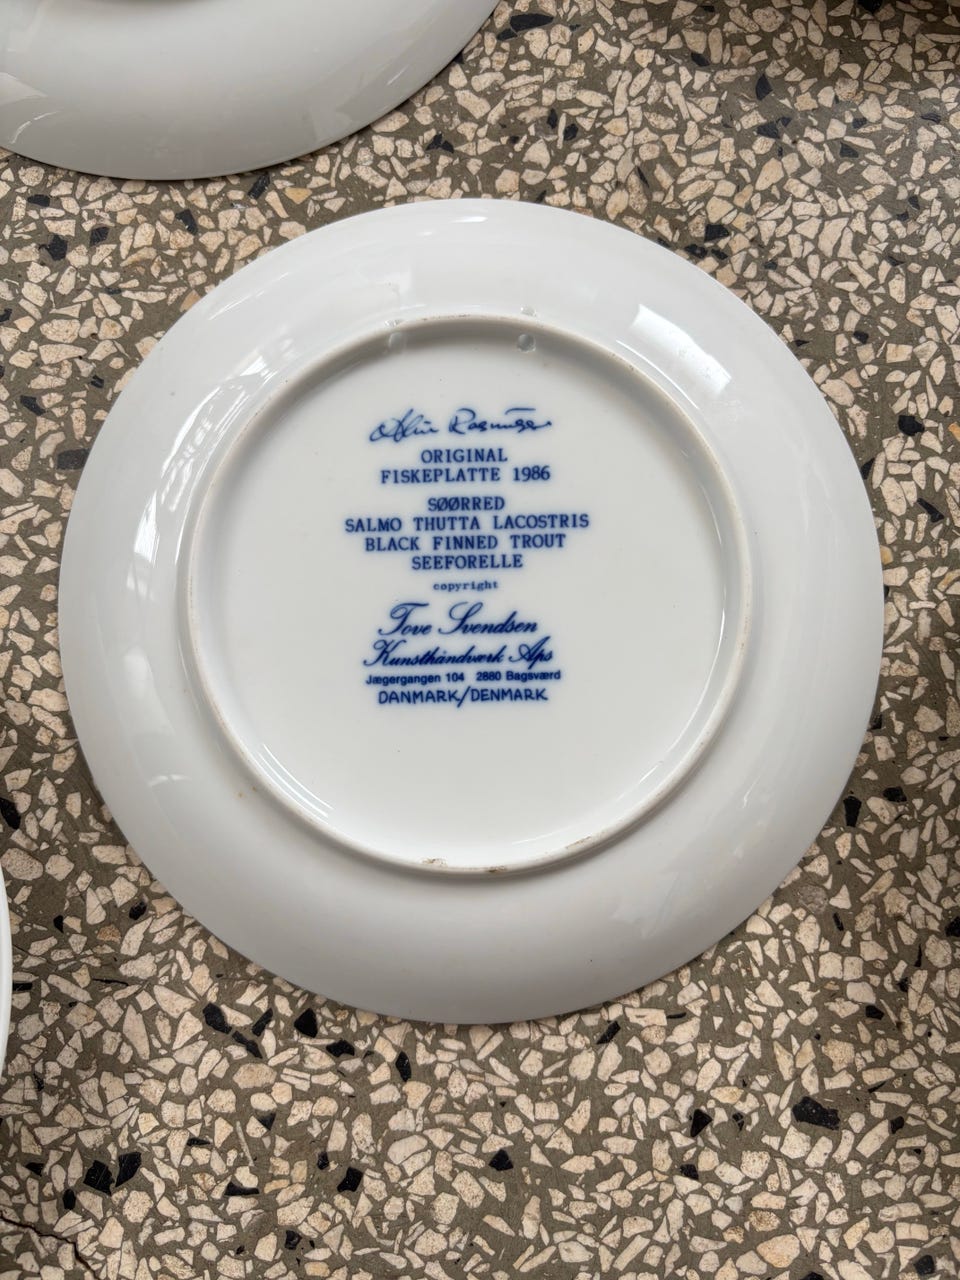 Rasmussen
ORIGINAL
FISKEPLATTE 1986
SØØRRED
SALMO THUTTA LACOSTRIS
BLACK FINNED TROUT
SEEFORELLE
copyright
Tove Svendsen
Kunsthåndværk Aps
Jægergangen 104 2880 Bagsværd
DANMARK/DENMARK